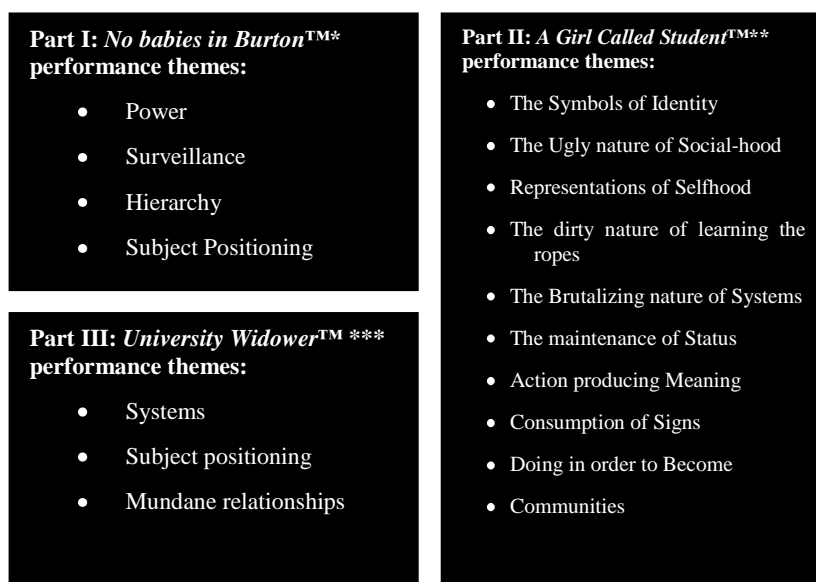 Part I: No babies in Burton™*
performance themes:
• Power
• Surveillance
• Hierarchy
• Subject Positioning
Part II: A Girl Called Student™**
performance themes:
• The Symbols of Identity
• The Ugly nature of Social-hood
• Representations of Selfhood
• The dirty nature of learning the
ropes
• The Brutalizing nature of Systems
• The maintenance of Status
• Action producing Meaning
• Consumption of Signs
• Doing in order to Become
• Communities
Part III: University Widower™ ***
performance themes:
• Systems
• Subject positioning
• Mundane relationships